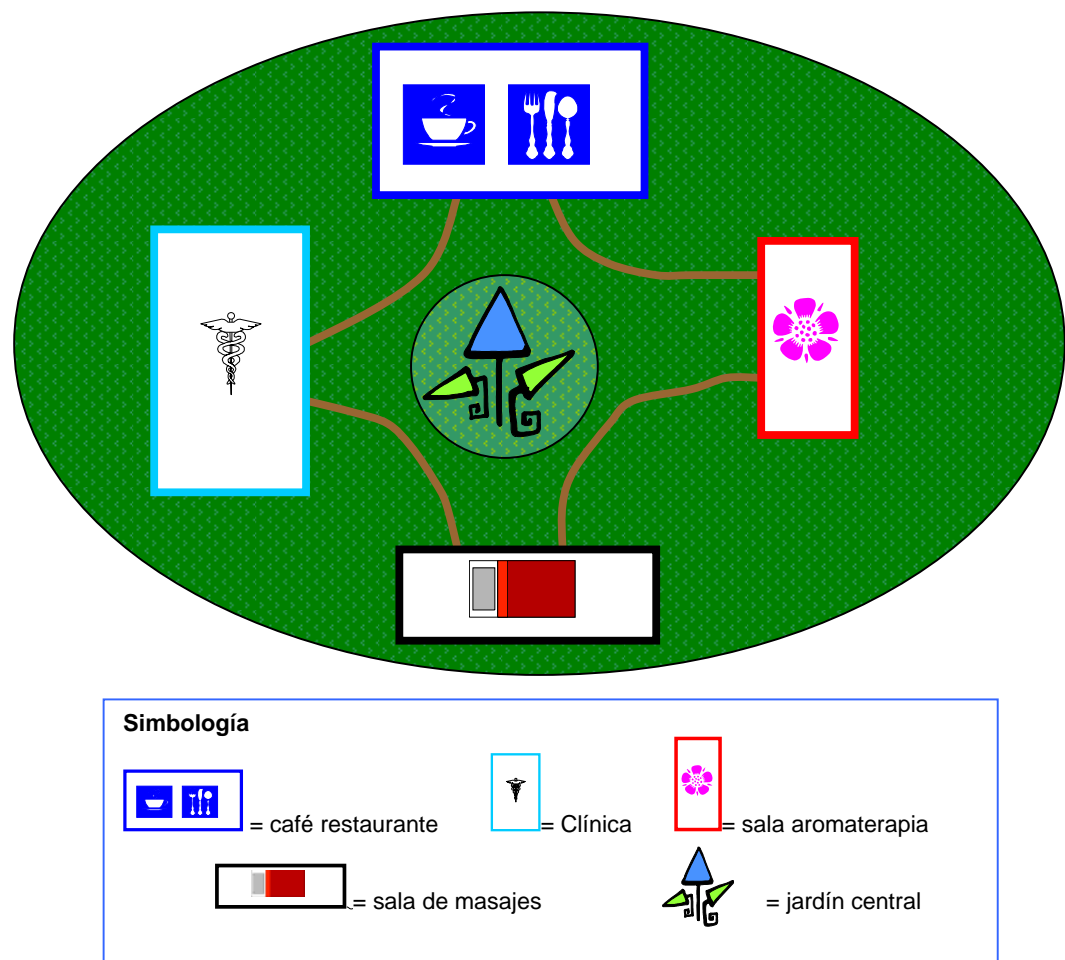 Simbología
= café restaurante = Clínica = sala aromaterapia
= sala de masajes = jardín central